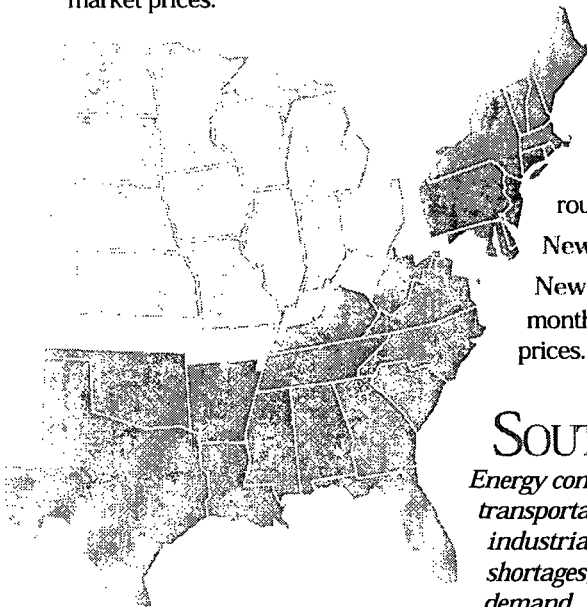 market prices.
rou
New
New
month
prices.
SOUT
Energy con
transporta
industria
shortages,
demand